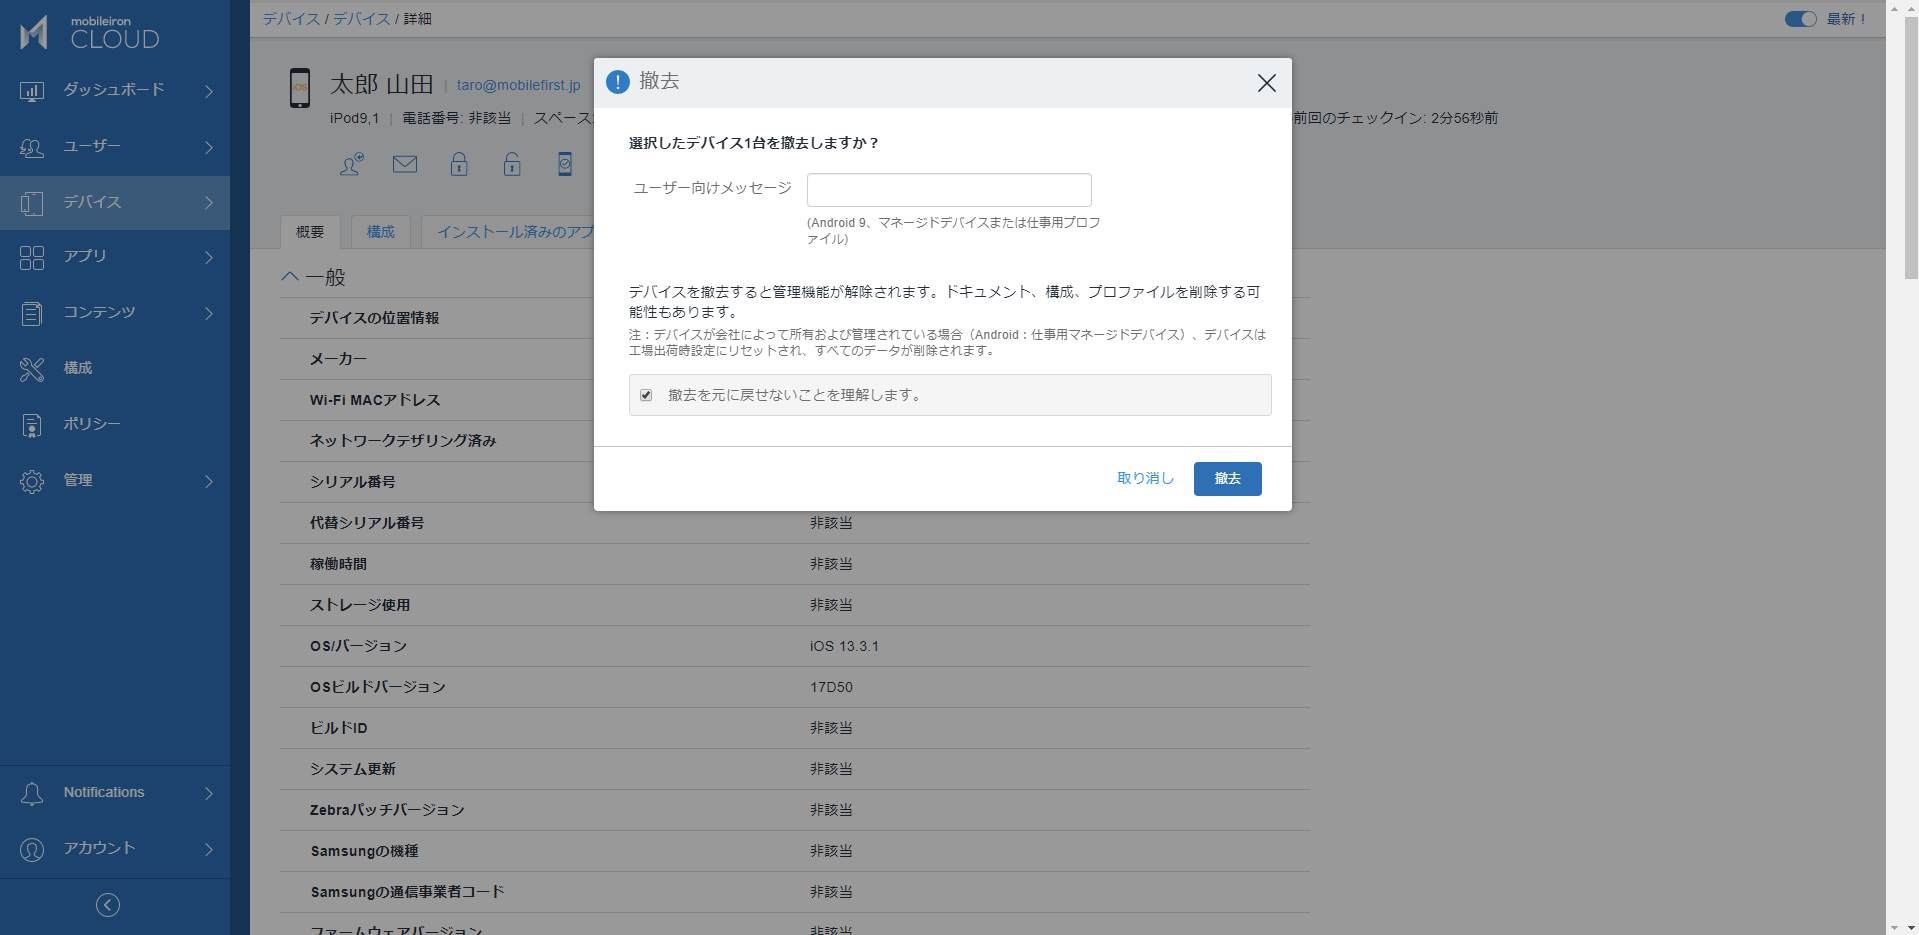 mobileiron
CLOUD
ダッシュボード
ユーザー
デバイス
アプリ
コンテンツ
構成
ポリシー
管理
Notifications
アカウント
デバイス / デバイス / 詳細
最新！
iOS
太郎 山田 | taro@mobilefirst.jp
iPod9,1 | 電話番号: 非該当 | スペース:
前回のチェックイン: 2分56秒前
概要
構成
インストール済みのアプ
一般
デバイスの位置情報
メーカー
Wi-Fi MACアドレス
ネットワークテザリング済み
シリアル番号
代替シリアル番号 非該当
稼働時間 非該当
ストレージ使用 非該当
OS/バージョン iOS 13.3.1
OSビルドバージョン 17D50
ビルドID 非該当
システム更新 非該当
Zebraパッチバージョン 非該当
Samsungの機種 非該当
Samsungの通信事業者コード 非該当
ファームウェアバージョン 非該当
撤去
選択したデバイス1台を撤去しますか？
ユーザー向けメッセージ
(Android 9、マネージドデバイスまたは仕事用プロフ
ァイル)
デバイスを撤去すると管理機能が解除されます。ドキュメント、構成、プロファイルを削除する可
能性もあります。
注：デバイスが会社によって所有および管理されている場合（Android：仕事用マネージドデバイス）、デバイスは
工場出荷時設定にリセットされ、すべてのデータが削除されます。
撤去を元に戻せないことを理解します。
取り消し
撤去